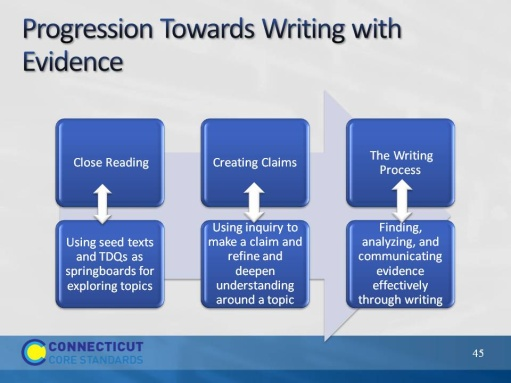 Progression Towards Writing with
Evidence
Close Reading
Creating Claims
The Writing
Process
Using seed texts
and TDQs as
springboards for
exploring topics
Using inquiry to
make a claim and
refine and
deepen
understanding
around a topic
Finding,
analyzing, and
communicating
evidence
effectively
through writing
CONNECTICUT
CORE STANDARDS
45